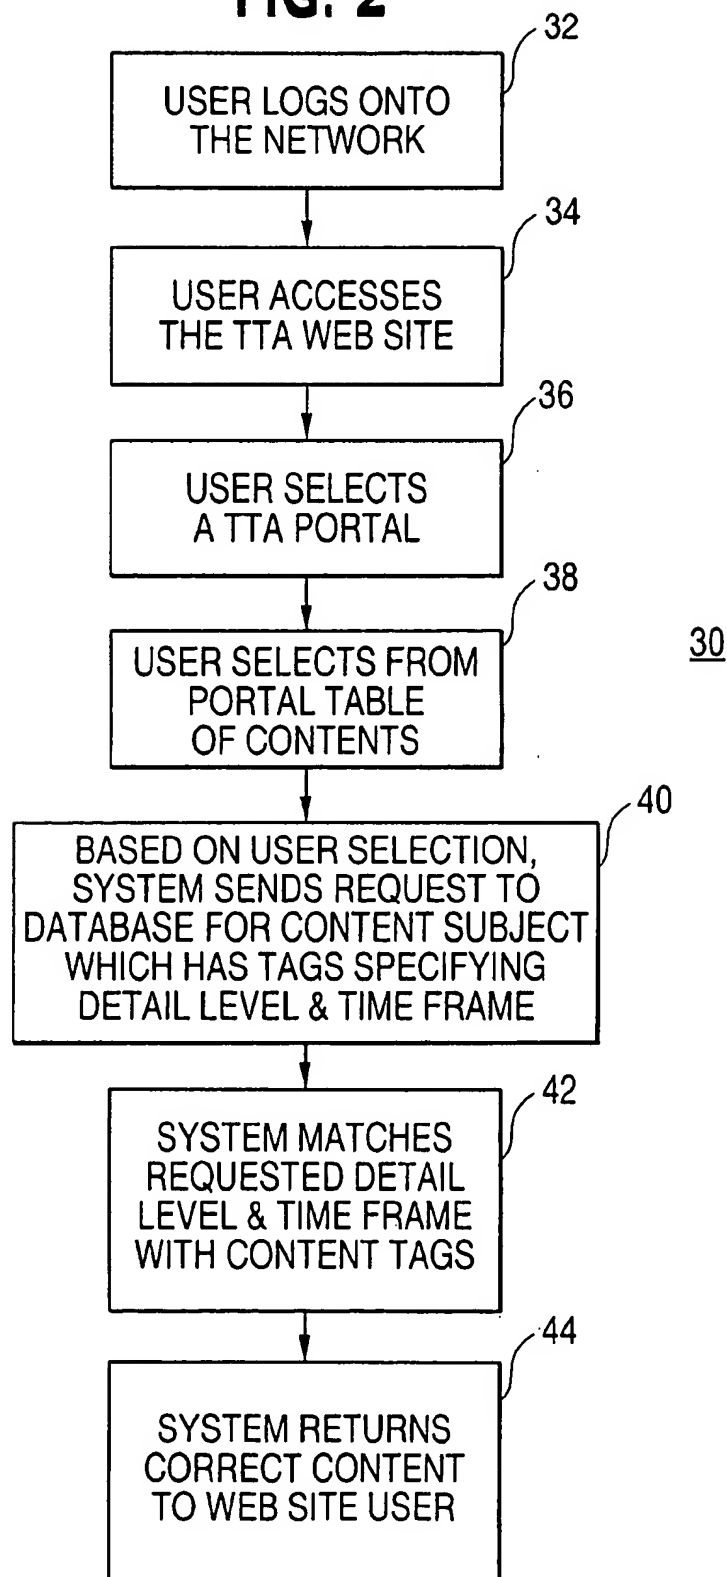 FIG. 2
32
USER LOGS ONTO
THE NETWORK
34
USER ACCESSES
THE TTA WEB SITE
36
USER SELECTS
A TTA PORTAL
38
USER SELECTS FROM
PORTAL TABLE
OF CONTENTS
30
40
BASED ON USER SELECTION,
SYSTEM SENDS REQUEST TO
DATABASE FOR CONTENT SUBJECT
WHICH HAS TAGS SPECIFYING
DETAIL LEVEL & TIME FRAME
42
SYSTEM MATCHES
REQUESTED DETAIL
LEVEL & TIME FRAME
WITH CONTENT TAGS
44
SYSTEM RETURNS
CORRECT CONTENT
TO WEB SITE USER